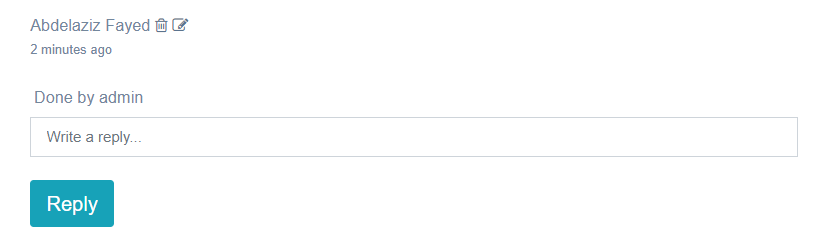 Abdelaziz Fayed
2 minutes ago
Done by admin
Write a reply...
Reply